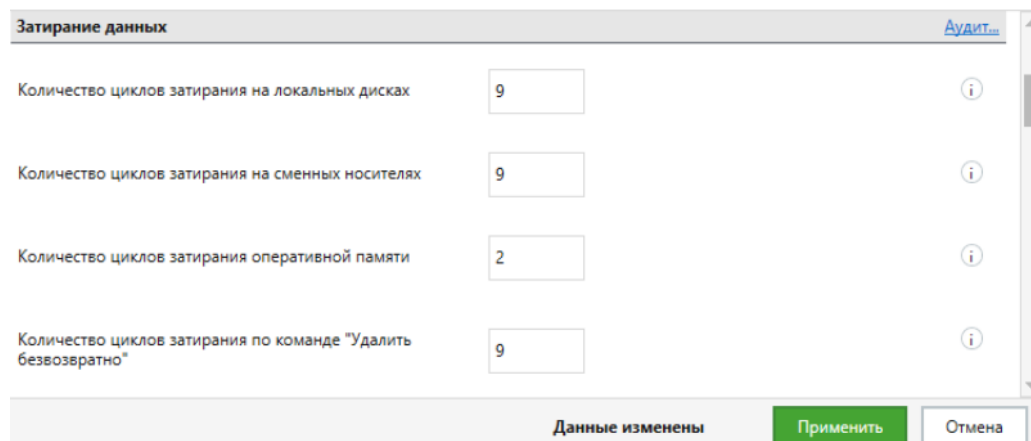 Затирание данных Аудит...
Количество циклов затирания на локальных дисках 9
Количество циклов затирания на сменных носителях 9
Количество циклов затирания оперативной памяти 2
Количество циклов затирания по команде "Удалить
безвозвратно" 9
Данные изменены Применить Отмена